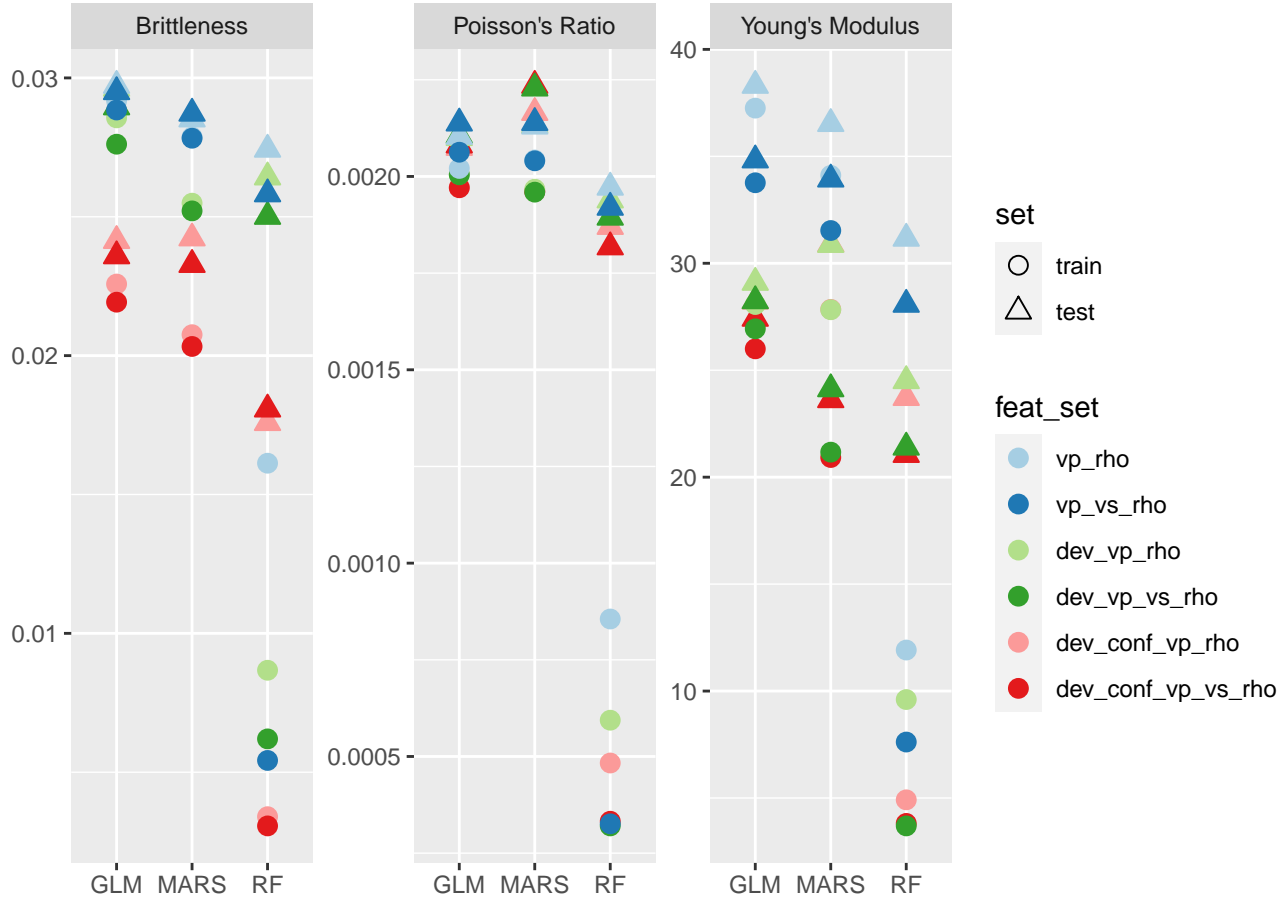 Brittleness
Poisson's Ratio
Young's Modulus
0.03
0.02
0.01
0.0020
0.0015
0.0010
0.0005
40
30
20
10
GLM MARS RF
GLM MARS RF
GLM MARS RF
set
train
test
feat_set
vp_rho
vp_vs_rho
dev_vp_rho
dev_vp_vs_rho
dev_conf_vp_rho
dev_conf_vp_vs_rho